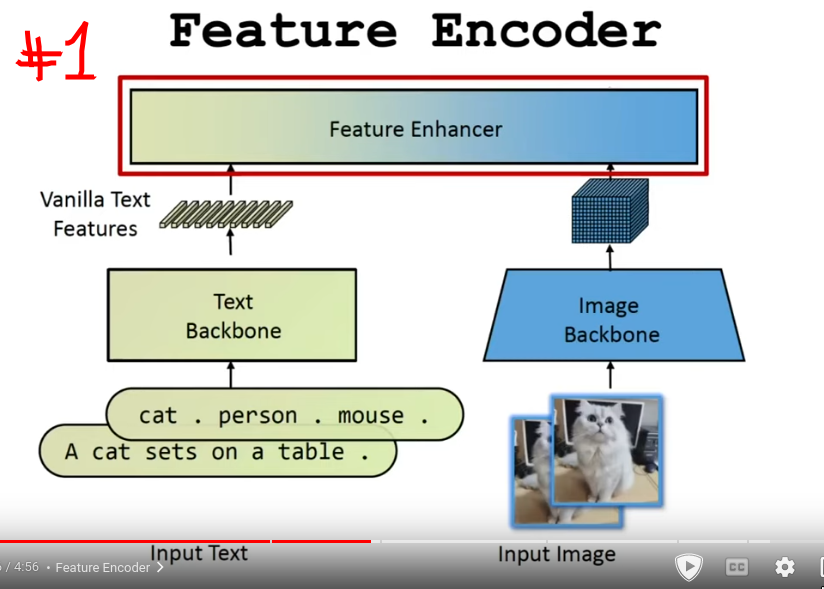 #1
Feature Encoder
Feature Enhancer
Vanilla Text
Features
Text
Backbone
Image
Backbone
cat . person . mouse .
A cat sets on a table .
Input Text
Input Image
/ 4:56 • Feature Encoder >
CC